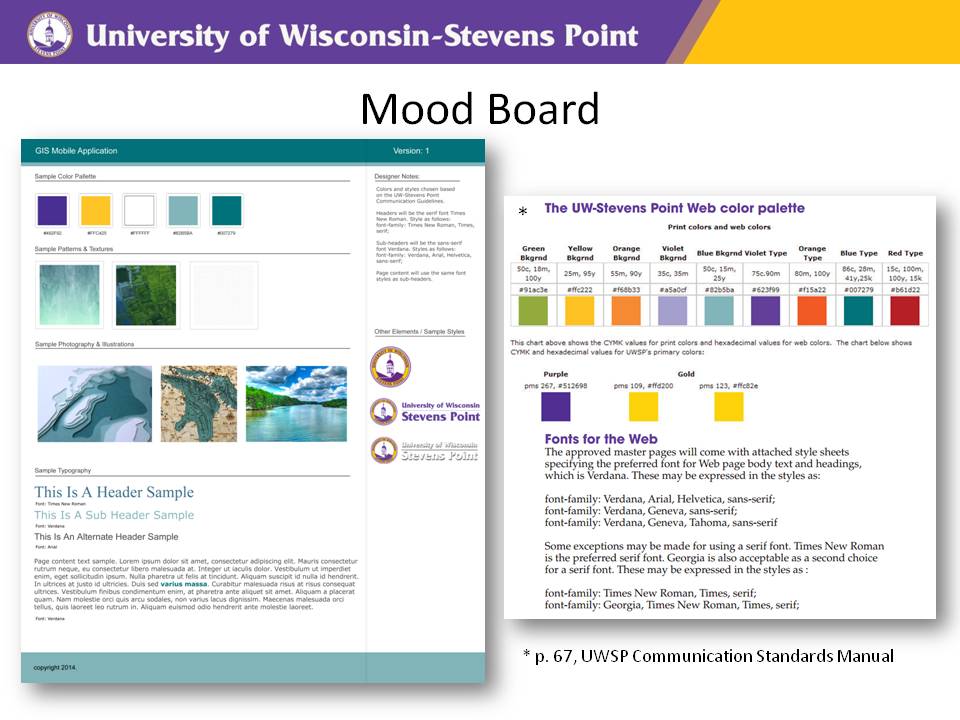 University of Wisconsin-Stevens Point
Mood Board
GIS Mobile Application
Version: 1
Sample Color Pallette
#FFC425
#FFFFFF
#82B5BA
#007279
Sample Patterns & Textures
Sample Photography & Illustrations
Sample Typography
This Is A Header Sample
Font: Times New Roman
This Is A Sub Header Sample
Font: Verdana
This Is An Alternate Header Sample
Font: Arial
Page content text sample. Lorem ipsum dolor sit amet, consectetur adipiscing elit. Mauris consectetur
rutrum neque, eu consectetur libero malesuada at. Integer ut iaculis dolor. Vestibulum ut imperdiet
enim, eget sollicitudin ipsum. Nulla pharetra ut felis at tincidunt. Aliquam suscipit id nulla id hendrerit.
In ultrices at justo id ultricies. Duis sed varius massa. Curabitur malesuada risus at risus consequat
ultrices. Vestibulum finibus condimentum enim, at pharetra ante aliquet sit amet. Aliquam a placerat
quam. Nam molestie orci quis arcu sodales, non varius lacus dignissim. Maecenas malesuada orci
tellus, quis laoreet leo rutrum in. Aliquam euismod odio hendrerit ante molestie laoreet.
Font: Verdana
copyright 2014.
Designer Notes:
Colors and styles chosen based
on the UW-Stevens Point
Communication Guidelines.
Headers will be the serif font Times
New Roman. Style as follows:
font-family: Times New Roman, Times,
serif;
Sub-headers will be the sans-serif
font Verdana. Style as follows:
font-family: Verdana, Arial, Helvetica,
sans-serif;
Page content will use the same font
styles as sub-headers.
Other Elements / Sample Styles
University of Wisconsin
Stevens Point
University of Wisconsin
Stevens Point
*
The UW-Stevens Point Web color palette
Print colors and web colors
Green Bkgrnd Yellow Bkgrnd Orange Bkgrnd Violet Bkgrnd Blue Bkgrnd Violet Type Orange Type Blue Type Red Type
50c, 18m, 100y 25m, 95y 55m, 90y 35c, 35m 50c, 15m, 25y 75c.90m 80m, 100y 86c, 28m, 41y,25k 15c, 100m, 100y, 15k
#91ac3e #ffc222 #f68b33 #a5a0cf #82b5ba #623f99 #f15a22 #007279 #b61d22
This chart above shows the CYMK values for print colors and hexadecimal values for web colors. The chart below shows
CYMK and hexadecimal values for UWSP's primary colors:
Purple Gold
pms 267, #512698 pms 109, #ffd200 pms 123, #ffc82e
Fonts for the Web
The approved master pages will come with attached style sheets
specifying the preferred font for Web page body text and headings,
which is Verdana. These may be expressed in the styles as:
font-family: Verdana, Arial, Helvetica, sans-serif;
font-family: Verdana, Geneva, sans-serif;
font-family: Verdana, Geneva, Tahoma, sans-serif
Some exceptions may be made for using a serif font. Times New Roman
is the preferred serif font. Georgia is also acceptable as a second choice
for a serif font. These may be expressed in the styles as :
font-family: Times New Roman, Times, serif;
font-family: Georgia, Times New Roman, Times, serif;
* p. 67, UWSP Communication Standards Manual